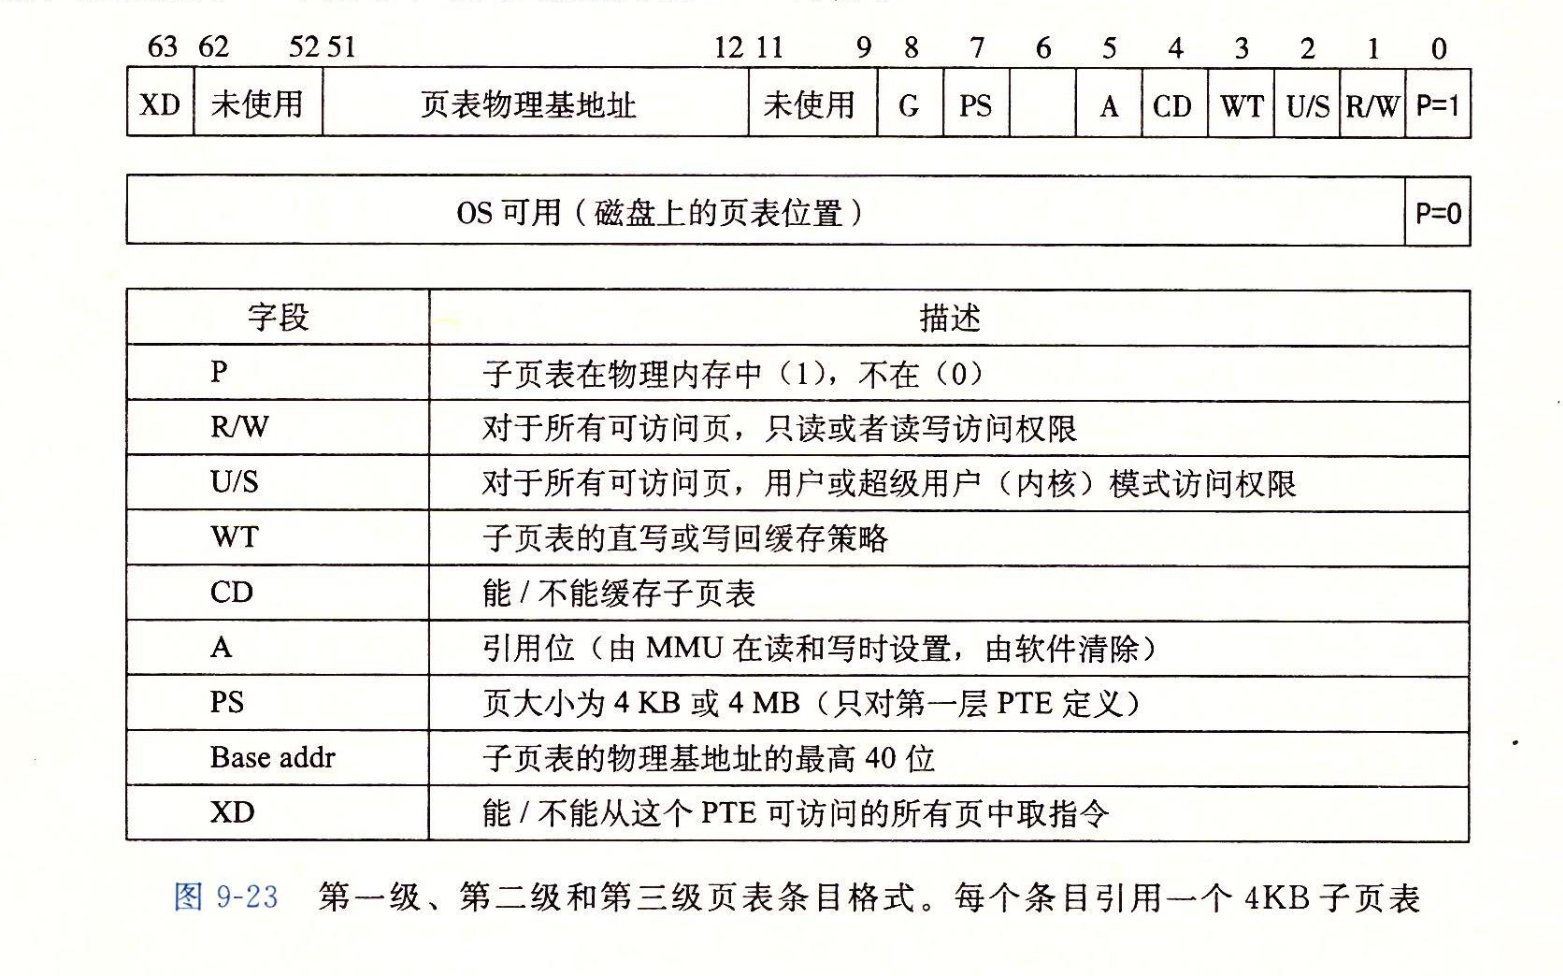 63 62 52 51 12 11 9 8 7 6 5 4 3 2 1 0
XD 未使用 页表物理基地址 未使用 G PS A CD WT U/S R/W P=1
OS 可用（磁盘上的页表位置） P=0
字段 描述
P 子页表在物理内存中（1），不在（0）
R/W 对于所有可访问页，只读或者读写访问权限
U/S 对于所有可访问页，用户或超级用户（内核）模式访问权限
WT 子页表的直写或写回缓存策略
CD 能 / 不能缓存子页表
A 引用位（由 MMU 在读和写时设置，由软件清除）
PS 页大小为 4 KB 或 4 MB（只对第一层 PTE 定义）
Base addr 子页表的物理基地址的最高 40 位
XD 能 / 不能从这个 PTE 可访问的所有页中取指令
图 9-23 第一级、第二级和第三级页表条目格式。每个条目引用一个 4KB 子页表